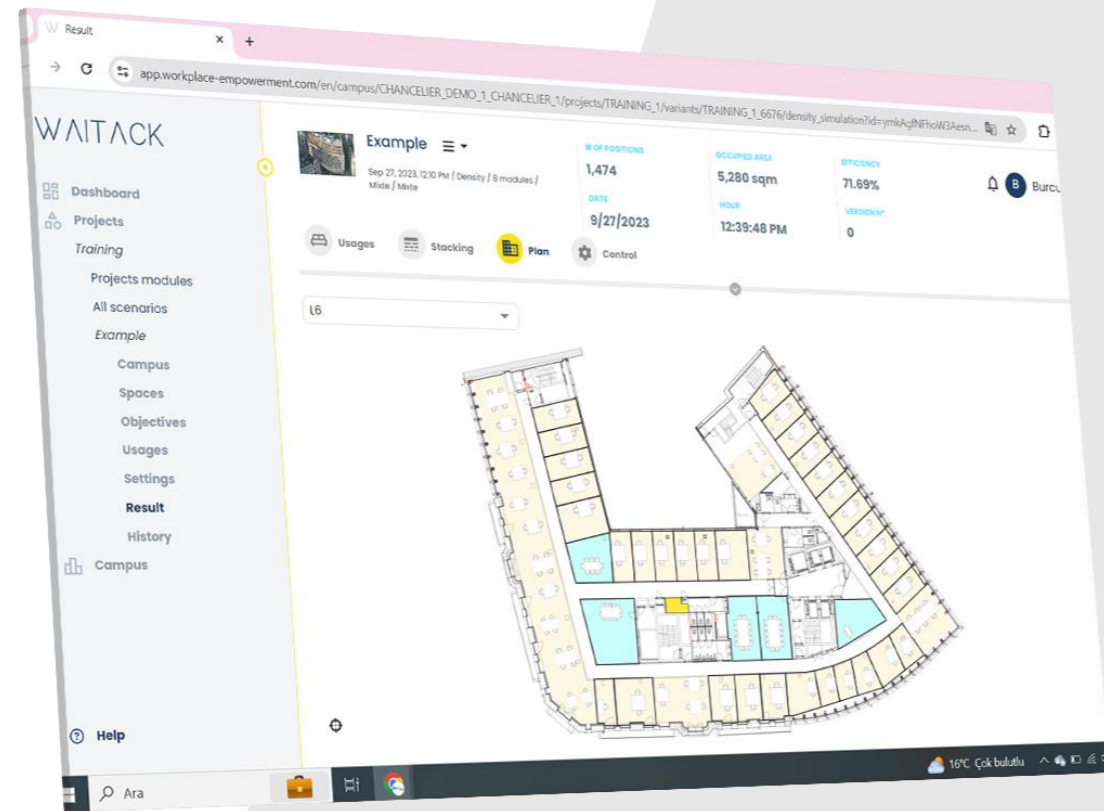 W Result × +
app.workplace-empowerment.com/en/campus/CHANCELIER_DEMO_1_CHANCELIER_1/projects/TRAINING_1/variants/TRAINING_1_6676/density_simulation?id=ymkAgfNFhoW3Aesn...
WAITACK
Dashboard
Projects
Training
Projects modules
All scenarios
Example
Campus
Spaces
Objectives
Usages
Settings
Result
History
Campus
Help
Example
Sep 27, 2023, 12:10 PM / Density / 8 modules /
Mixte / Mixte
# OF POSITIONS
1,474
DATE
9/27/2023
OCCUPIED AREA
5,280 sqm
HOUR
12:39:48 PM
EFFICIENCY
71.69%
VERSION N°
0
B Burcu
Usages
Stacking
Plan
Control
L6
Ara
16°C Çok bulutlu